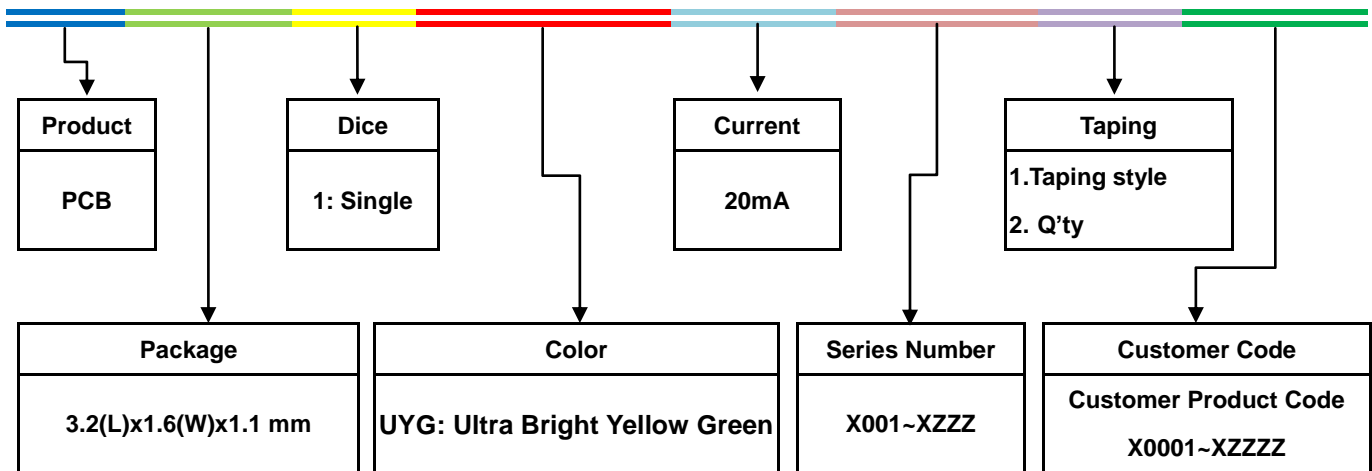 Product
PCB
Dice
1: Single
Current
20mA
Taping
1.Taping style
2. Q’ty
Package
3.2(L)x1.6(W)x1.1 mm
Color
UYG: Ultra Bright Yellow Green
Series Number
X001~XZZZ
Customer Code
Customer Product Code
X0001~XZZZZ